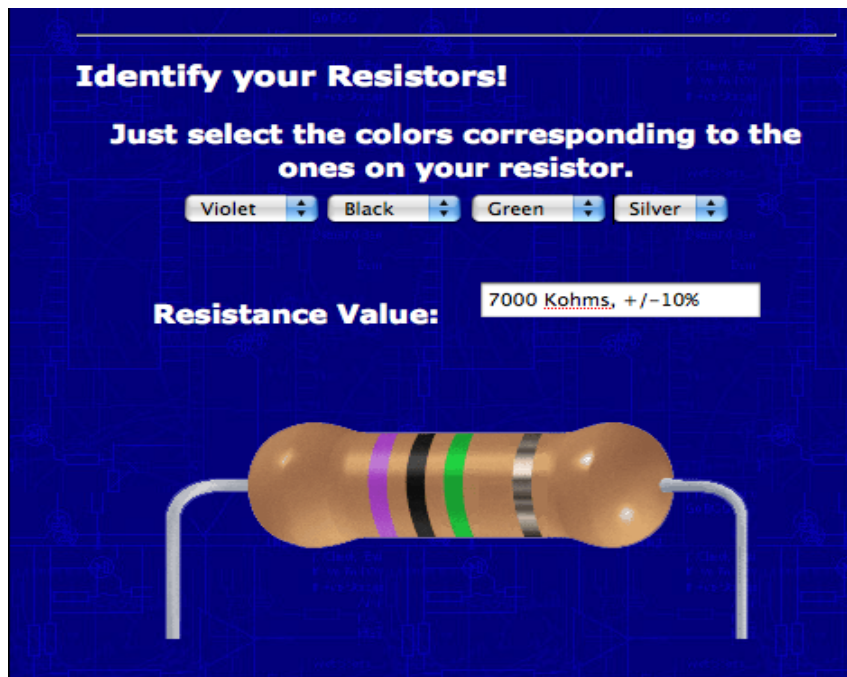 Identify your Resistors!
Just select the colors corresponding to the
ones on your resistor.
Violet Black Green Silver
Resistance Value: 7000 Kohms, +/-10%